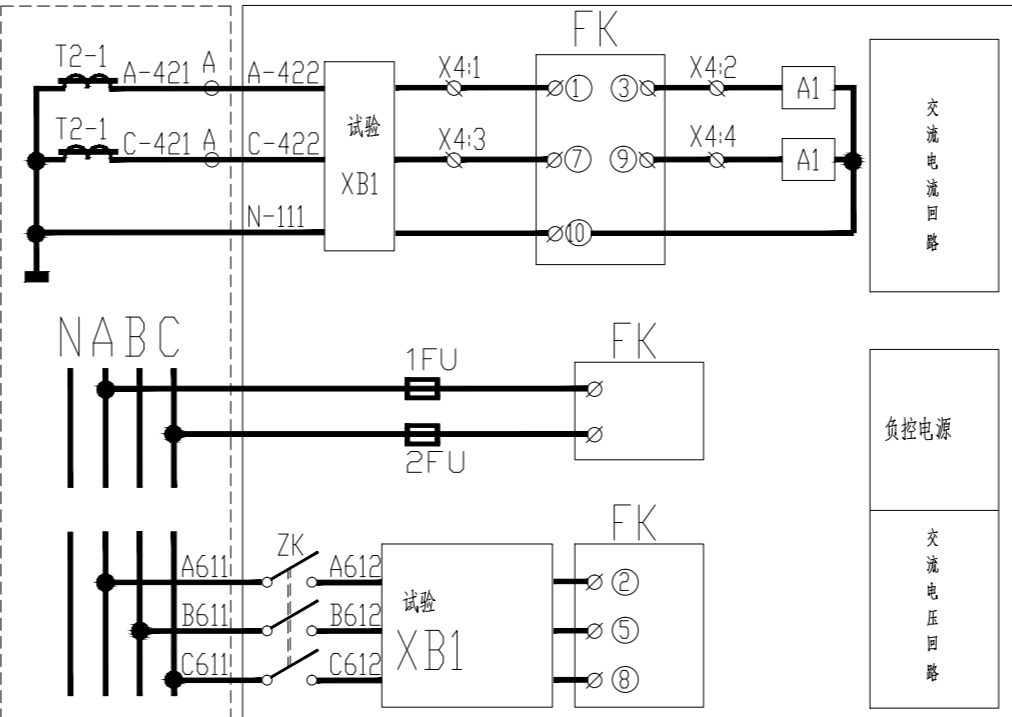 FK
T2-1 A-421 A A-422 X4:1 ① ③ X4:2 A1
试验
XB1
T2-1 C-421 A C-422 X4:3 ⑦ ⑨ X4:4 A1
N-111 ⑩
交流电流回路
NABC
1FU
FK
2FU
负控电源
FK
ZK
A611 A612 ②
试验
XB1
B611 B612 ⑤
C611 C612 ⑧
交流电压回路